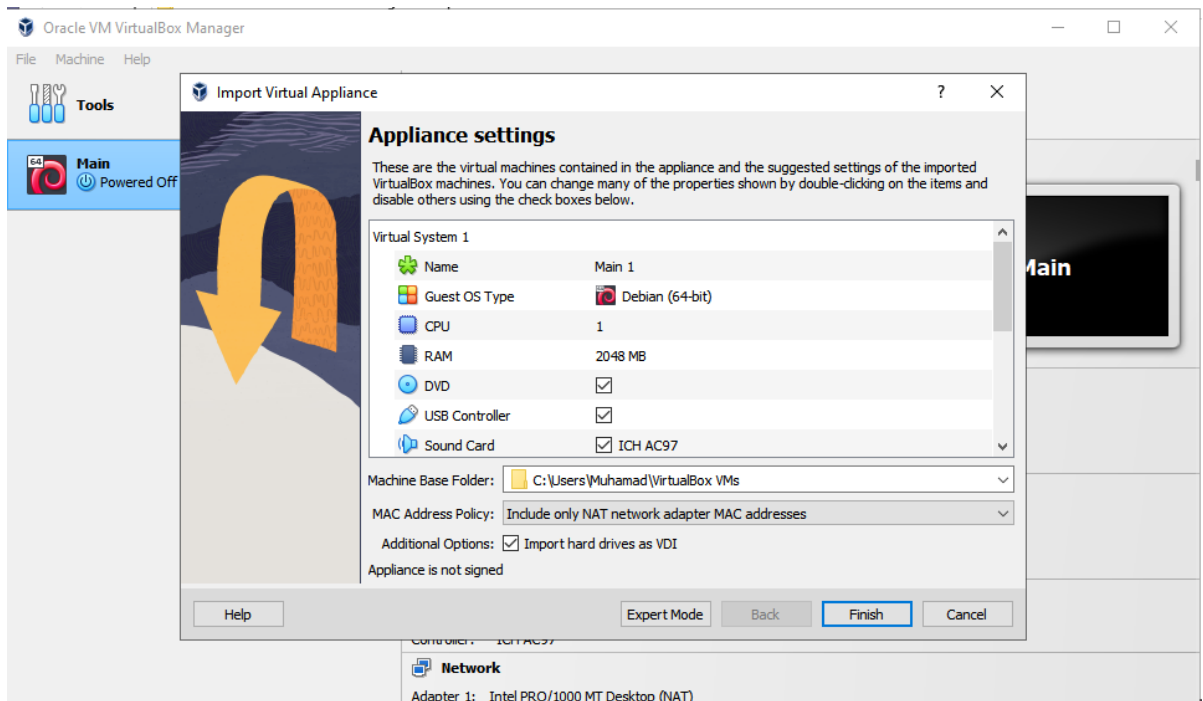 Oracle VM VirtualBox Manager
File Machine Help
Tools
64
Main
Powered Off
Import Virtual Appliance
?
Appliance settings
These are the virtual machines contained in the appliance and the suggested settings of the imported
VirtualBox machines. You can change many of the properties shown by double-clicking on the items and
disable others using the check boxes below.
Virtual System 1
Name Main 1
Guest OS Type Debian (64-bit)
CPU 1
RAM 2048 MB
DVD
USB Controller
Sound Card ICH AC97
Machine Base Folder: C:\Users\Muhamad\VirtualBox VMs
MAC Address Policy: Include only NAT network adapter MAC addresses
Additional Options: Import hard drives as VDI
Appliance is not signed
Help Expert Mode Back Finish Cancel
Main
Controller: ICH AC97
Network
Adapter 1: Intel PRO/1000 MT Desktop (NAT)